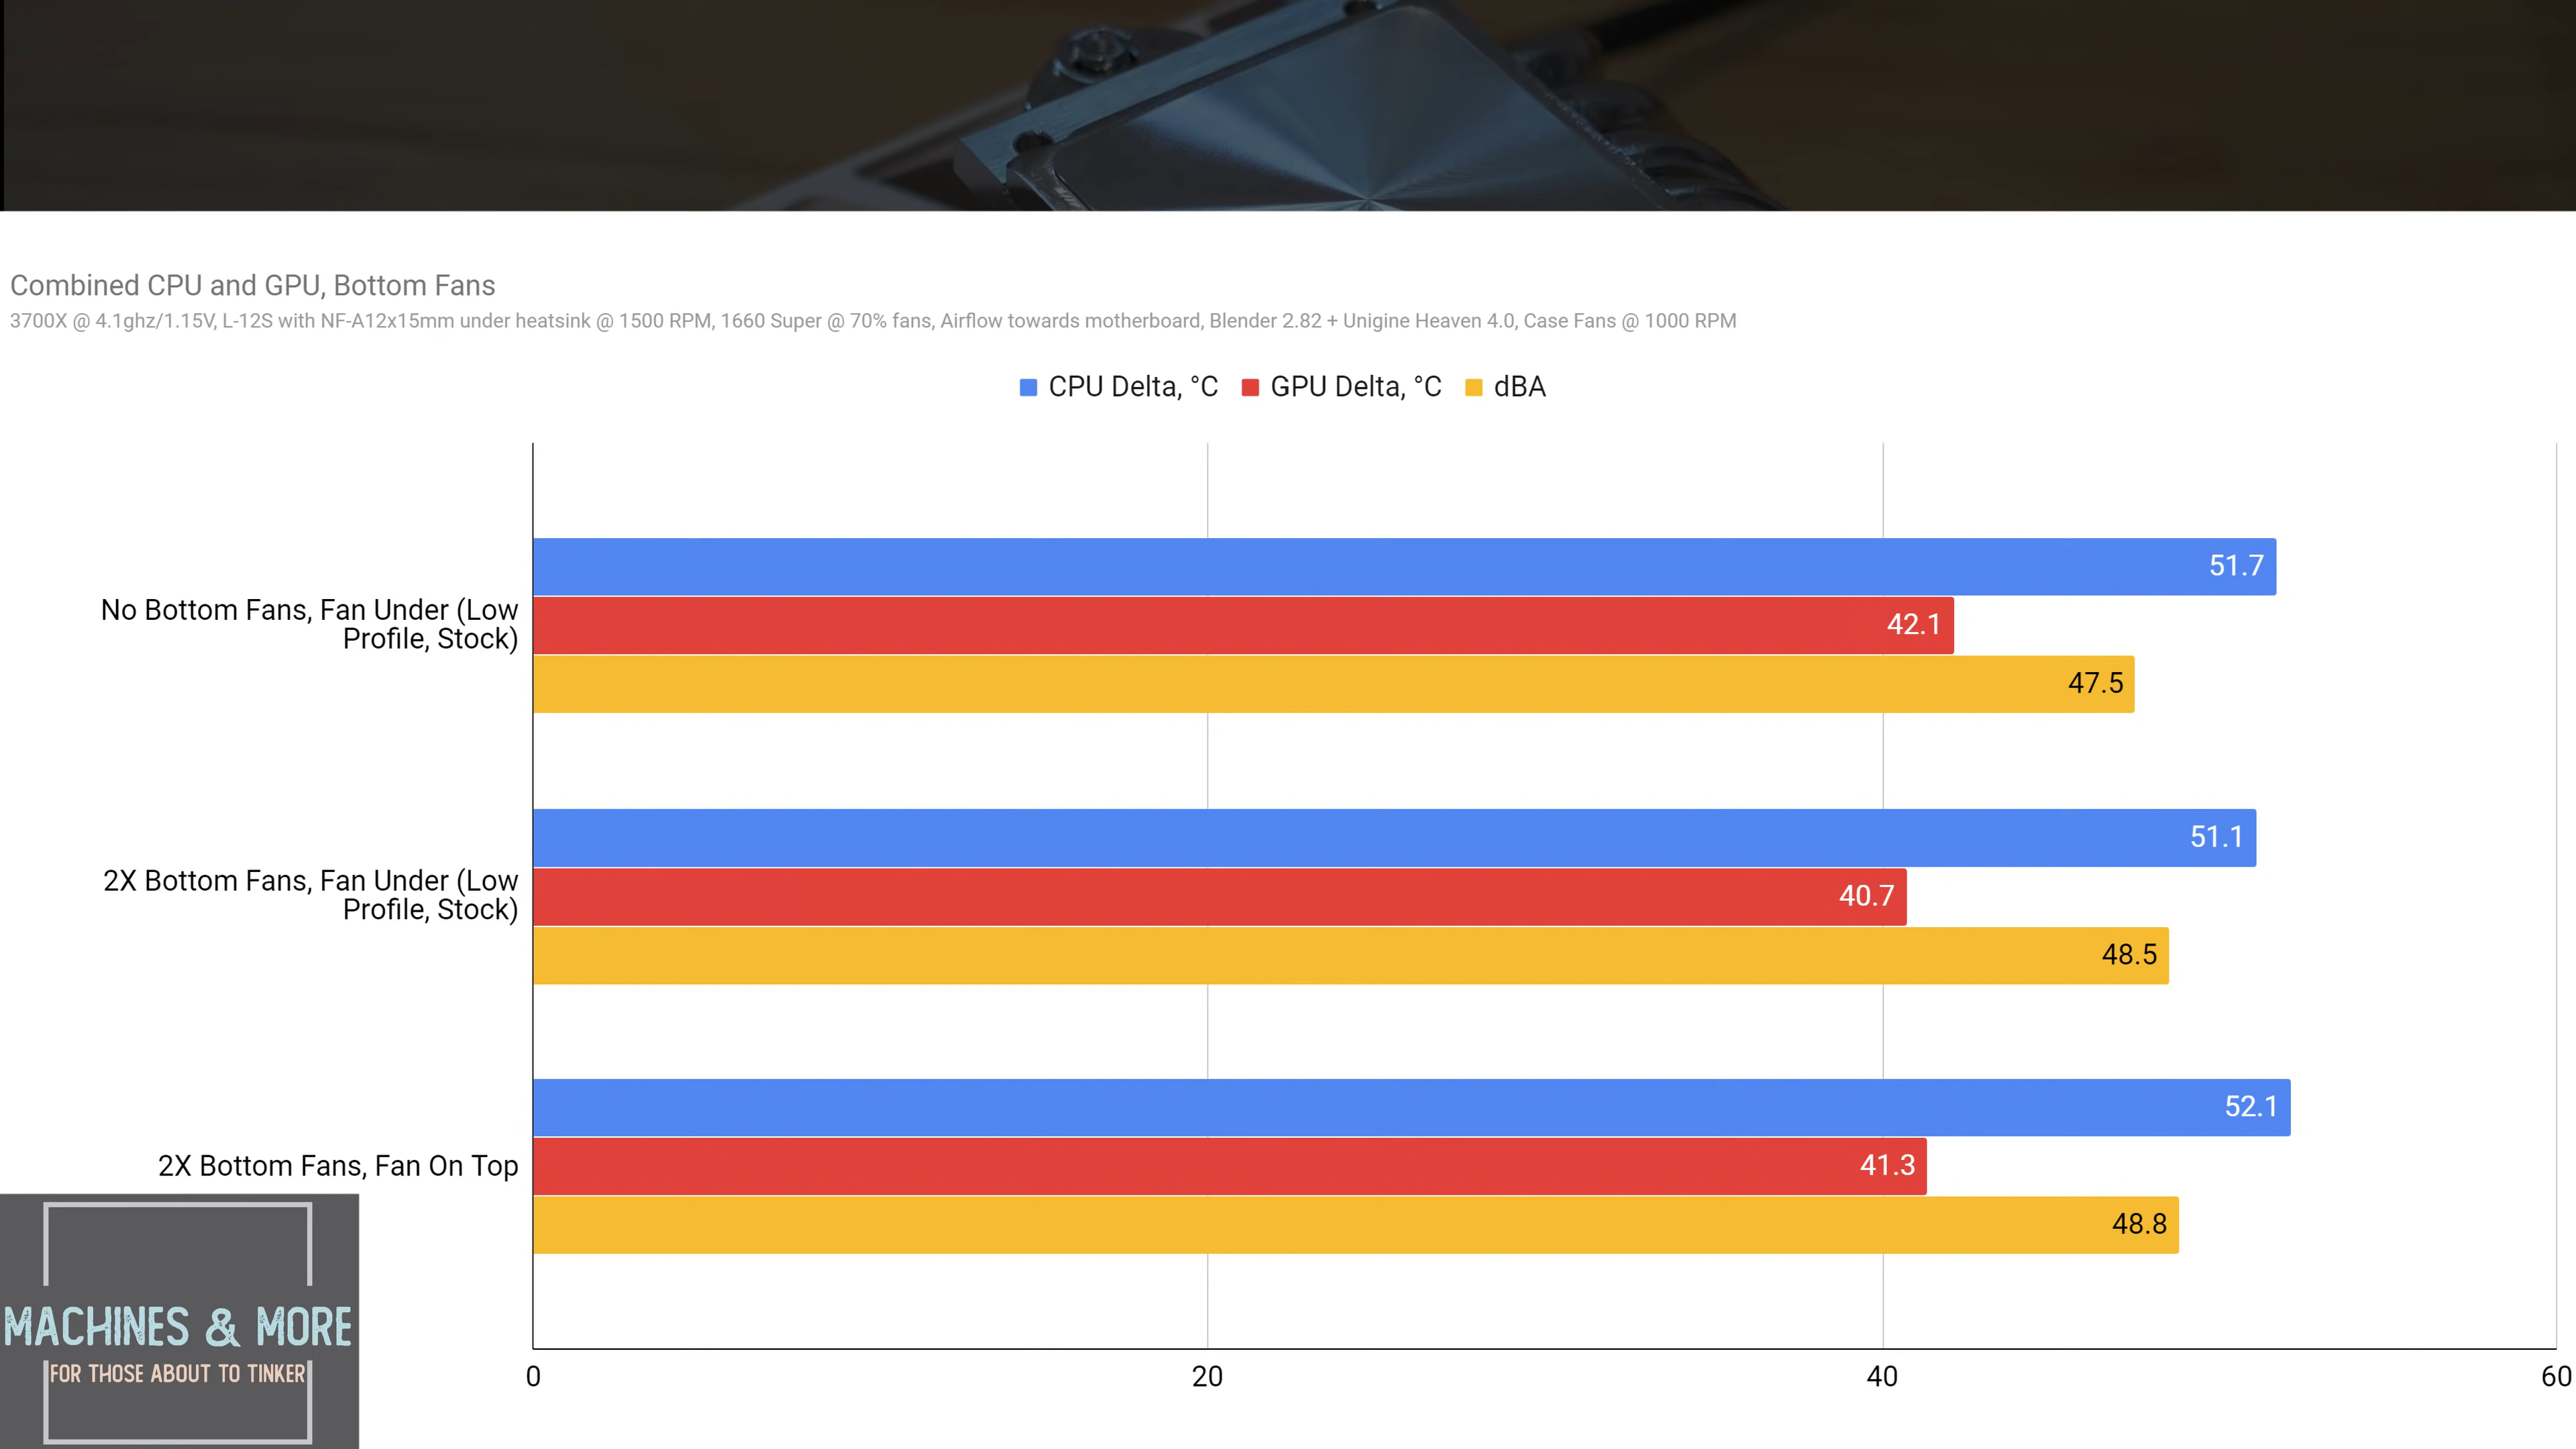 Combined CPU and GPU, Bottom Fans
3700X @ 4.1ghz/1.15V, L-12S with NF-A12x15mm under heatsink @ 1500 RPM, 1660 Super @ 70% fans, Airflow towards motherboard, Blender 2.82 + Unigine Heaven 4.0, Case Fans @ 1000 RPM
CPU Delta, °C GPU Delta, °C dBA
No Bottom Fans, Fan Under (Low
Profile, Stock)
51.7
42.1
47.5
2X Bottom Fans, Fan Under (Low
Profile, Stock)
51.1
40.7
48.5
2X Bottom Fans, Fan On Top
52.1
41.3
48.8
0 20 40 60
MACHINES & MORE
FOR THOSE ABOUT TO TINKER